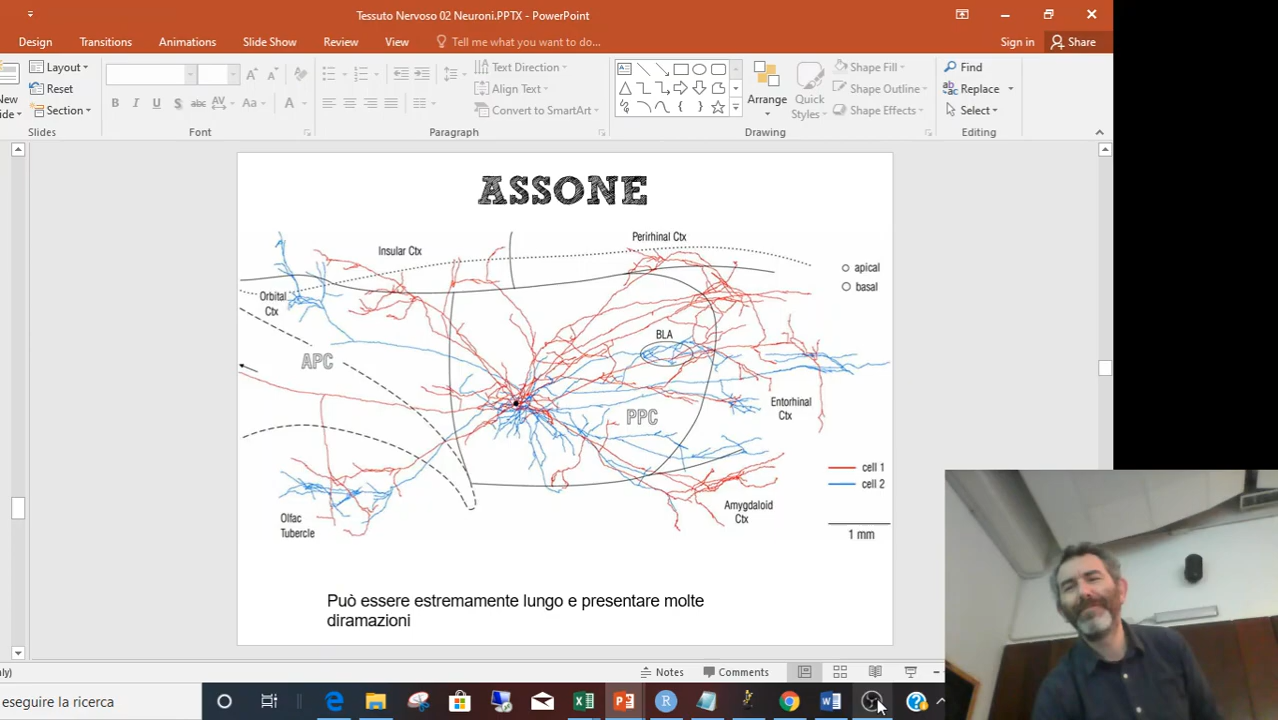 Tessuto Nervoso 02 Neuroni.PPTX - PowerPoint
Design Transitions Animations Slide Show Review View Tell me what you want to do... Sign in Share
Layout
Reset
Section
Slides
B I U S abc AV Aa A
Font
Text Direction
Align Text
Convert to SmartArt
Paragraph
Arrange
Quick
Styles
Shape Fill
Shape Outline
Shape Effects
Drawing
Find
Replace
Select
Editing
ASSONE
Insular Ctx
Perirhinal Ctx
apical
basal
Orbital
Ctx
BLA
APC
PPC
Entorhinal
Ctx
cell 1
cell 2
Amygdaloid
Ctx
Olfac
Tubercle
1 mm
Può essere estremamente lungo e presentare molte
diramazioni
Notes Comments
eseguire la ricerca